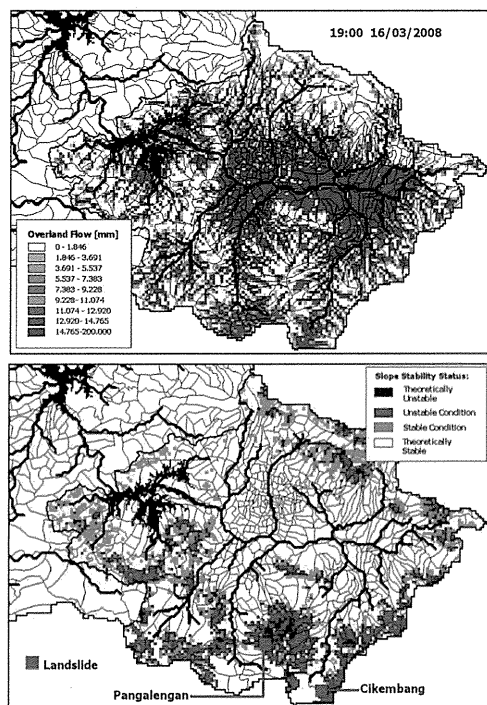 19:00 16/03/2008
Overland Flow [mm]
0 - 1.846
1.846 - 3.691
3.691 - 5.537
5.537 - 7.383
7.383 - 9.228
9.228 - 11.074
11.074 - 12.920
12.920 - 14.765
14.765-200.000
Slope Stability Status:
Theoretically
Unstable
Unstable Condition
Stable Condition
Theoretically
Stable
Landslide
Pangalengan
Cikembang